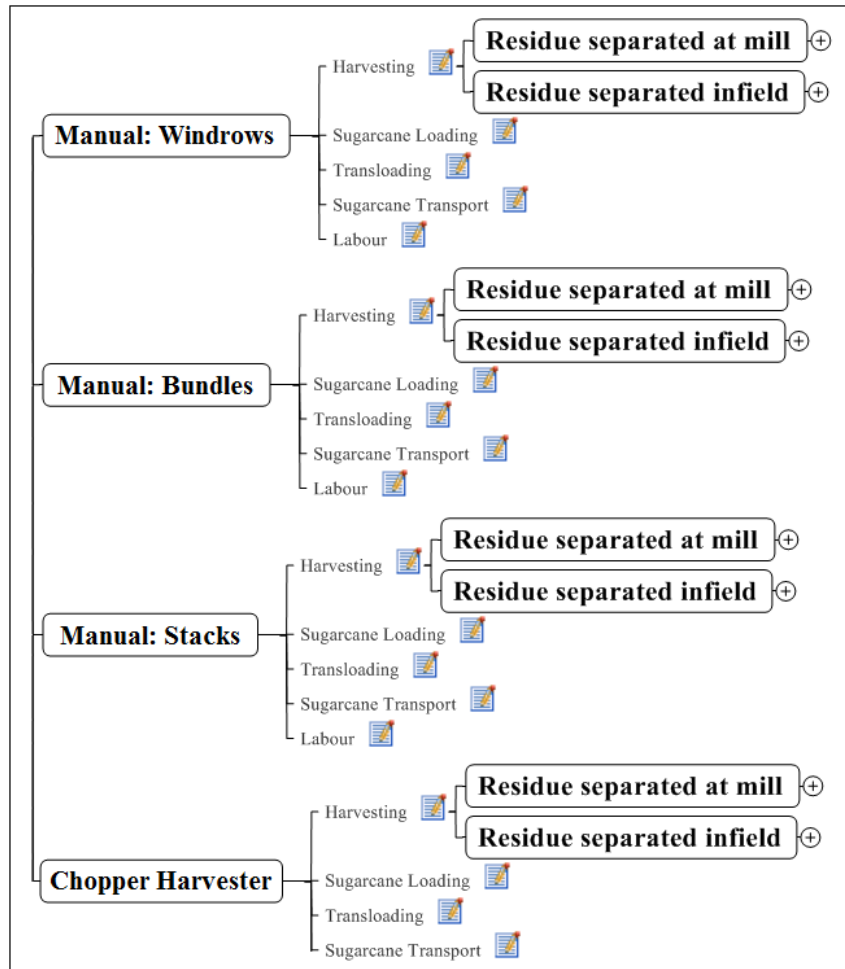 Manual: Windrows
Harvesting
Residue separated at mill
Residue separated infield
Sugarcane Loading
Transloading
Sugarcane Transport
Labour
Manual: Bundles
Harvesting
Residue separated at mill
Residue separated infield
Sugarcane Loading
Transloading
Sugarcane Transport
Labour
Manual: Stacks
Harvesting
Residue separated at mill
Residue separated infield
Sugarcane Loading
Transloading
Sugarcane Transport
Labour
Chopper Harvester
Harvesting
Residue separated at mill
Residue separated infield
Sugarcane Loading
Transloading
Sugarcane Transport